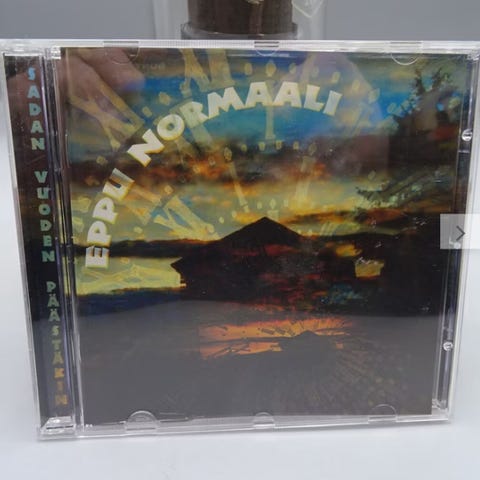 SADAN VUODEN PÄÄSTÄKIN
EPPU NORMAALI